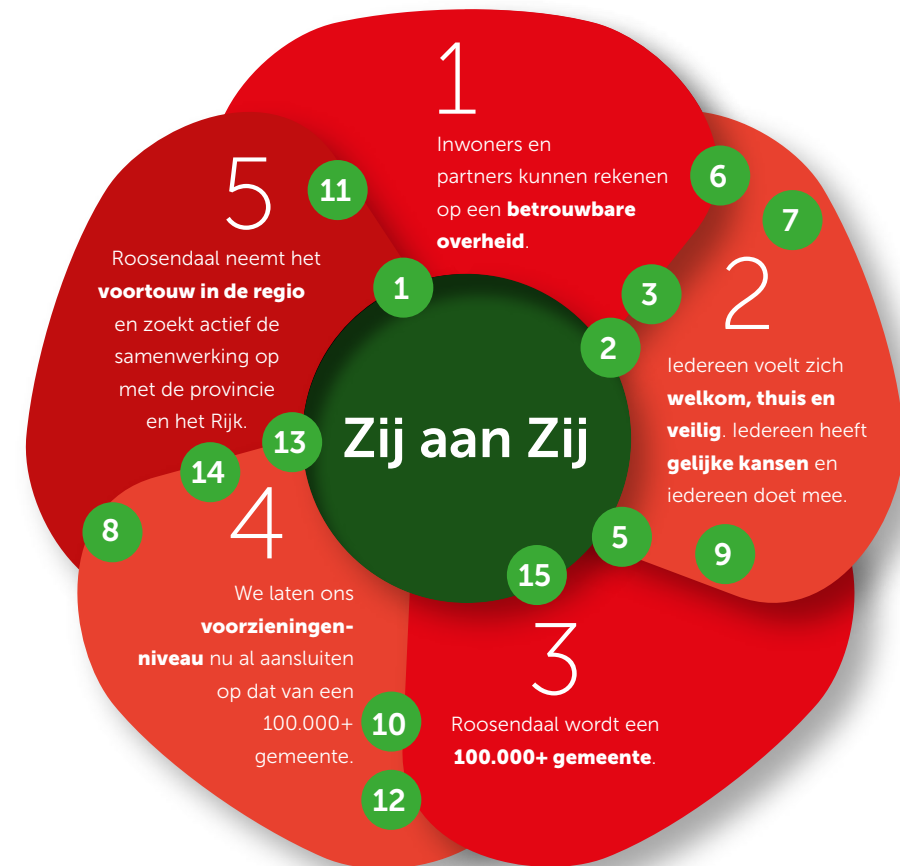 1
Inwoners en
partners kunnen rekenen
op een betrouwbare
overheid.
6
7
2
Iedereen voelt zich
welkom, thuis en
veilig. Iedereen heeft
gelijke kansen en
iedereen doet mee.
3
2
5
9
15
3
Roosendaal wordt een
100.000+ gemeente.
4
We laten ons
voorzieningen-
niveau nu al aansluiten
op dat van een
100.000+
gemeente.
10
12
8
14
13
5
11
Roosendaal neemt het
voortouw in de regio
en zoekt actief de
samenwerking op
met de provincie
en het Rijk.
1
Zij aan Zij